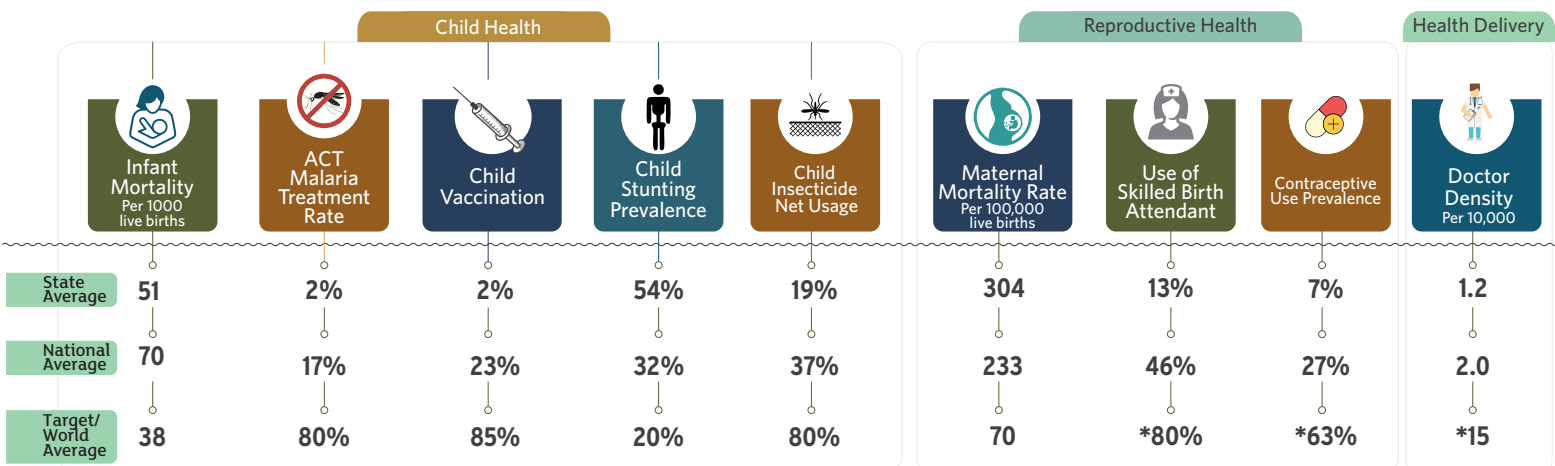 Child Health
Reproductive Health
Health Delivery
Infant
Mortality
Per 1000
live births
ACT
Malaria
Treatment
Rate
Child
Vaccination
Child
Stunting
Prevalence
Child
Insecticide
Net Usage
Maternal
Mortality Rate
Per 100,000
live births
Use of
Skilled Birth
Attendant
Contraceptive
Use Prevalence
Doctor
Density
Per 10,000
State
Average
51
2%
2%
54%
19%
304
13%
7%
1.2
National
Average
70
17%
23%
32%
37%
233
46%
27%
2.0
Target/
World
Average
38
80%
85%
20%
80%
70
*80%
*63%
*15